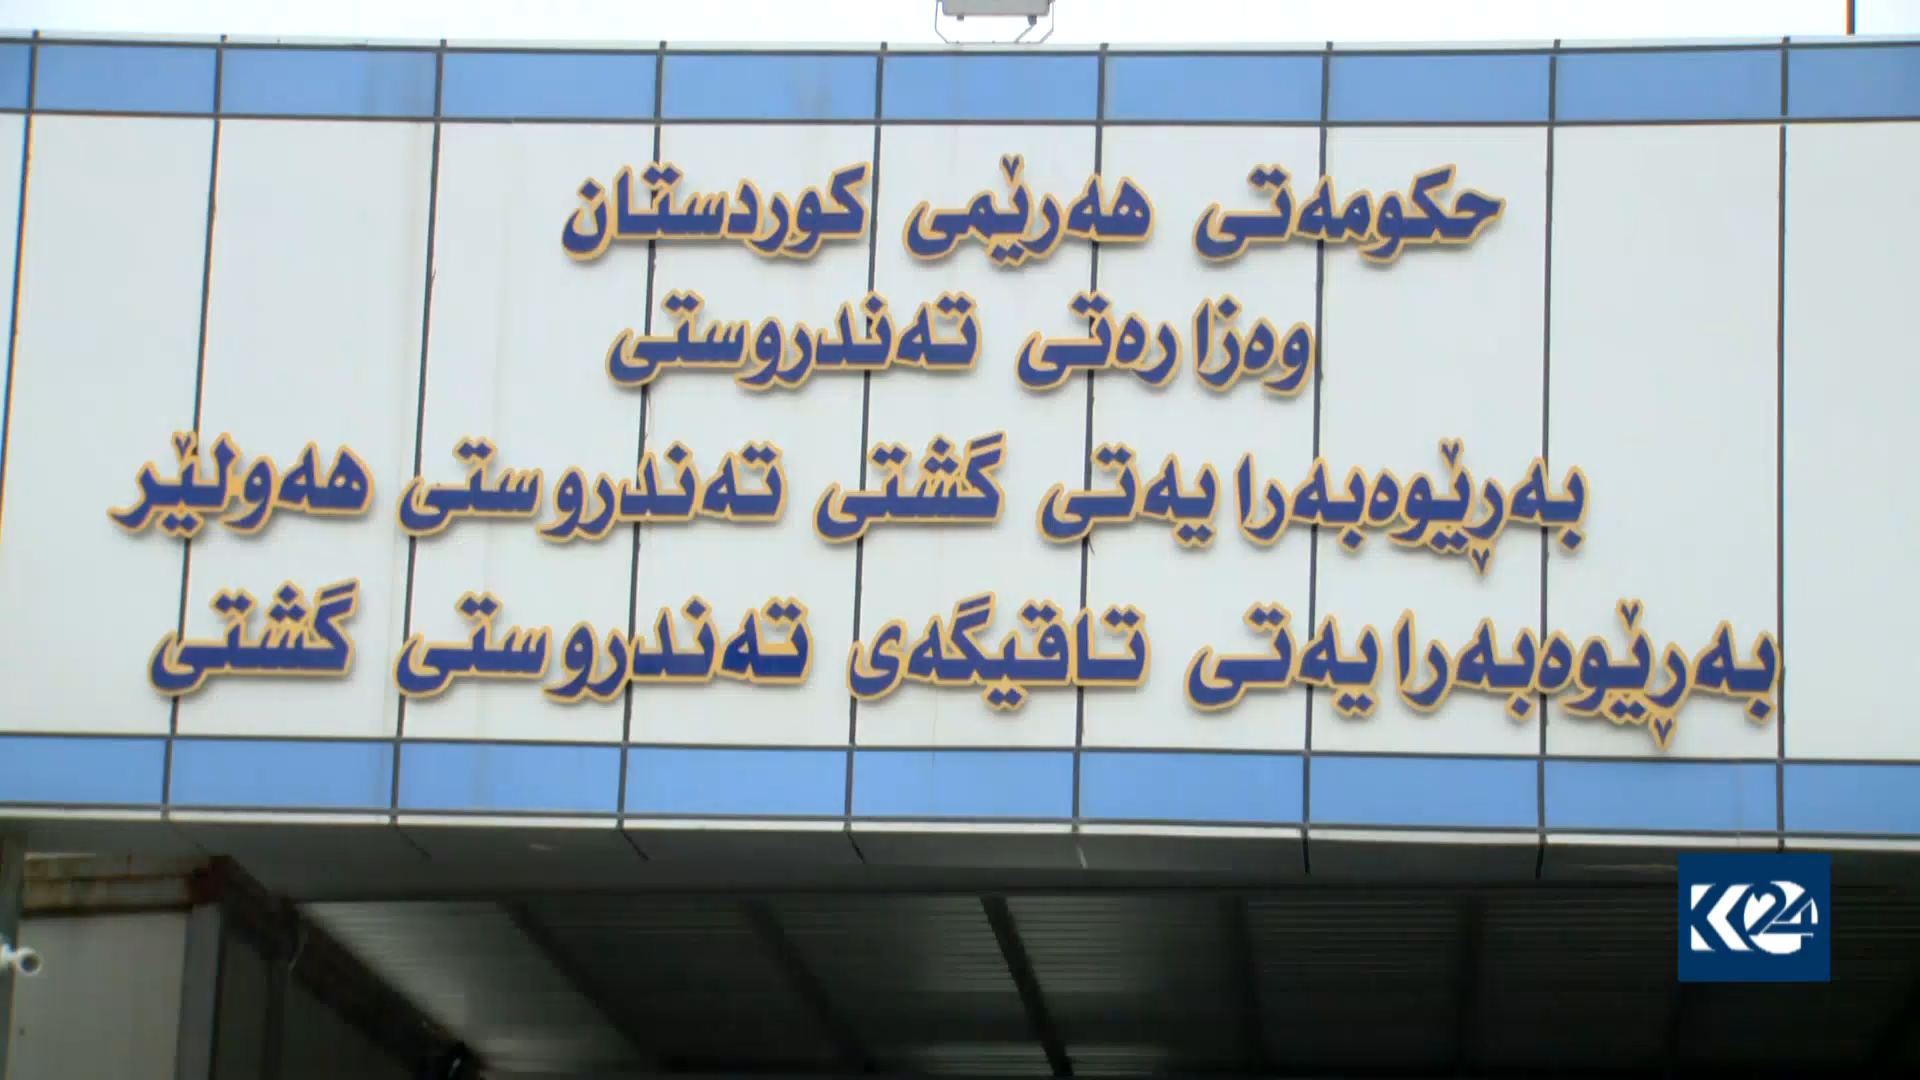 حکومەتی هەرێمی کوردستان
وەزارەتی تەندروستی
بەڕێوەبەرایەتی گشتی تەندروستی هەولێر
بەڕێوەبەرایەتی تاقیگەی تەندروستی گشتی
K24